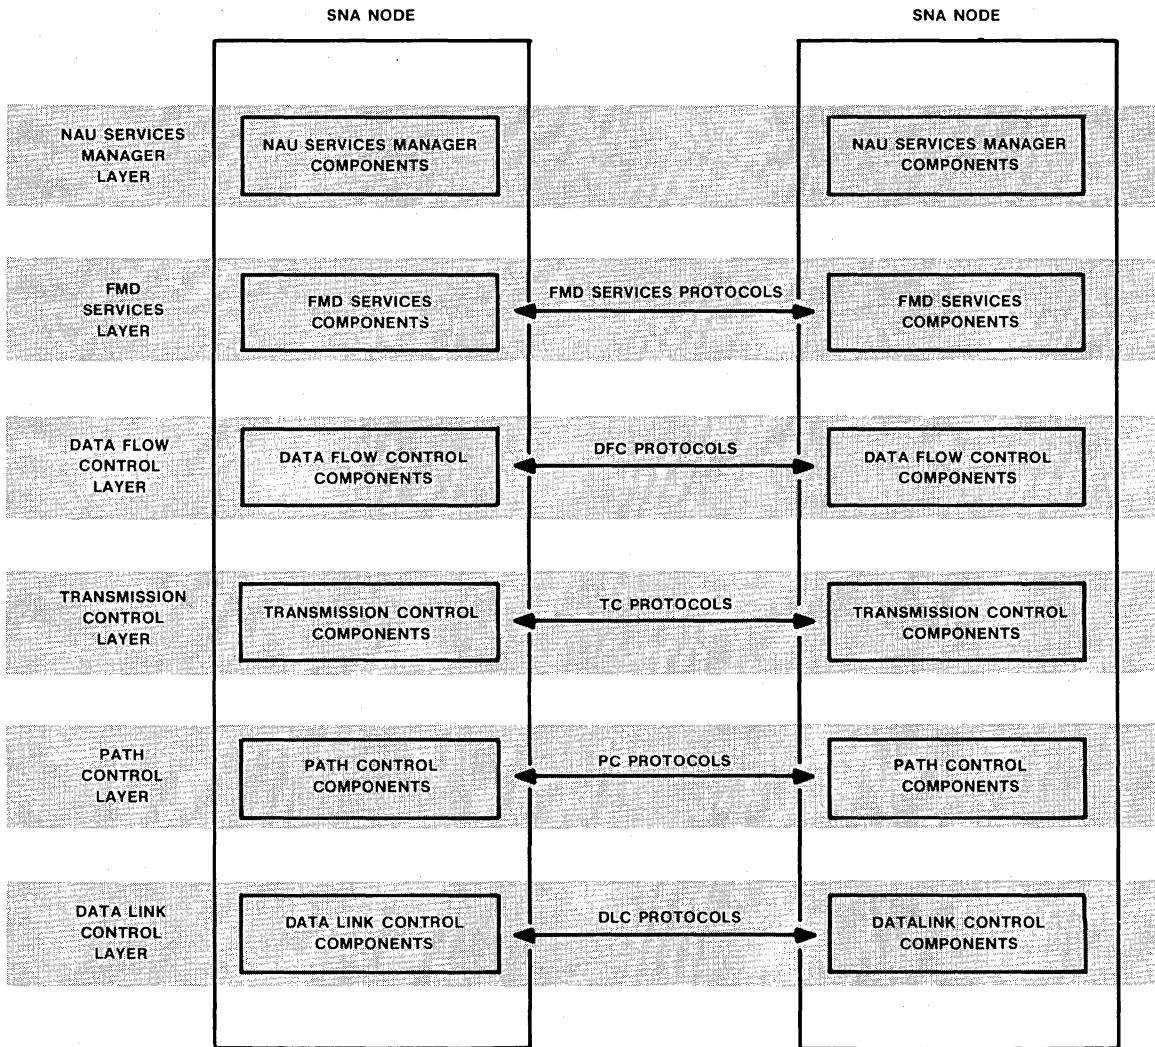 SNA NODE
SNA NODE
NAU SERVICES
MANAGER
LAYER
NAU SERVICES MANAGER
COMPONENTS
NAU SERVICES MANAGER
COMPONENTS
FMD
SERVICES
LAYER
FMD SERVICES
COMPONENTS
FMD SERVICES PROTOCOLS
FMD SERVICES
COMPONENTS
DATA FLOW
CONTROL
LAYER
DATA FLOW CONTROL
COMPONENTS
DFC PROTOCOLS
DATA FLOW CONTROL
COMPONENTS
TRANSMISSION
CONTROL
LAYER
TRANSMISSION CONTROL
COMPONENTS
TC PROTOCOLS
TRANSMISSION CONTROL
COMPONENTS
PATH
CONTROL
LAYER
PATH CONTROL
COMPONENTS
PC PROTOCOLS
PATH CONTROL
COMPONENTS
DATA LINK
CONTROL
LAYER
DATA LINK CONTROL
COMPONENTS
DLC PROTOCOLS
DATALINK CONTROL
COMPONENTS